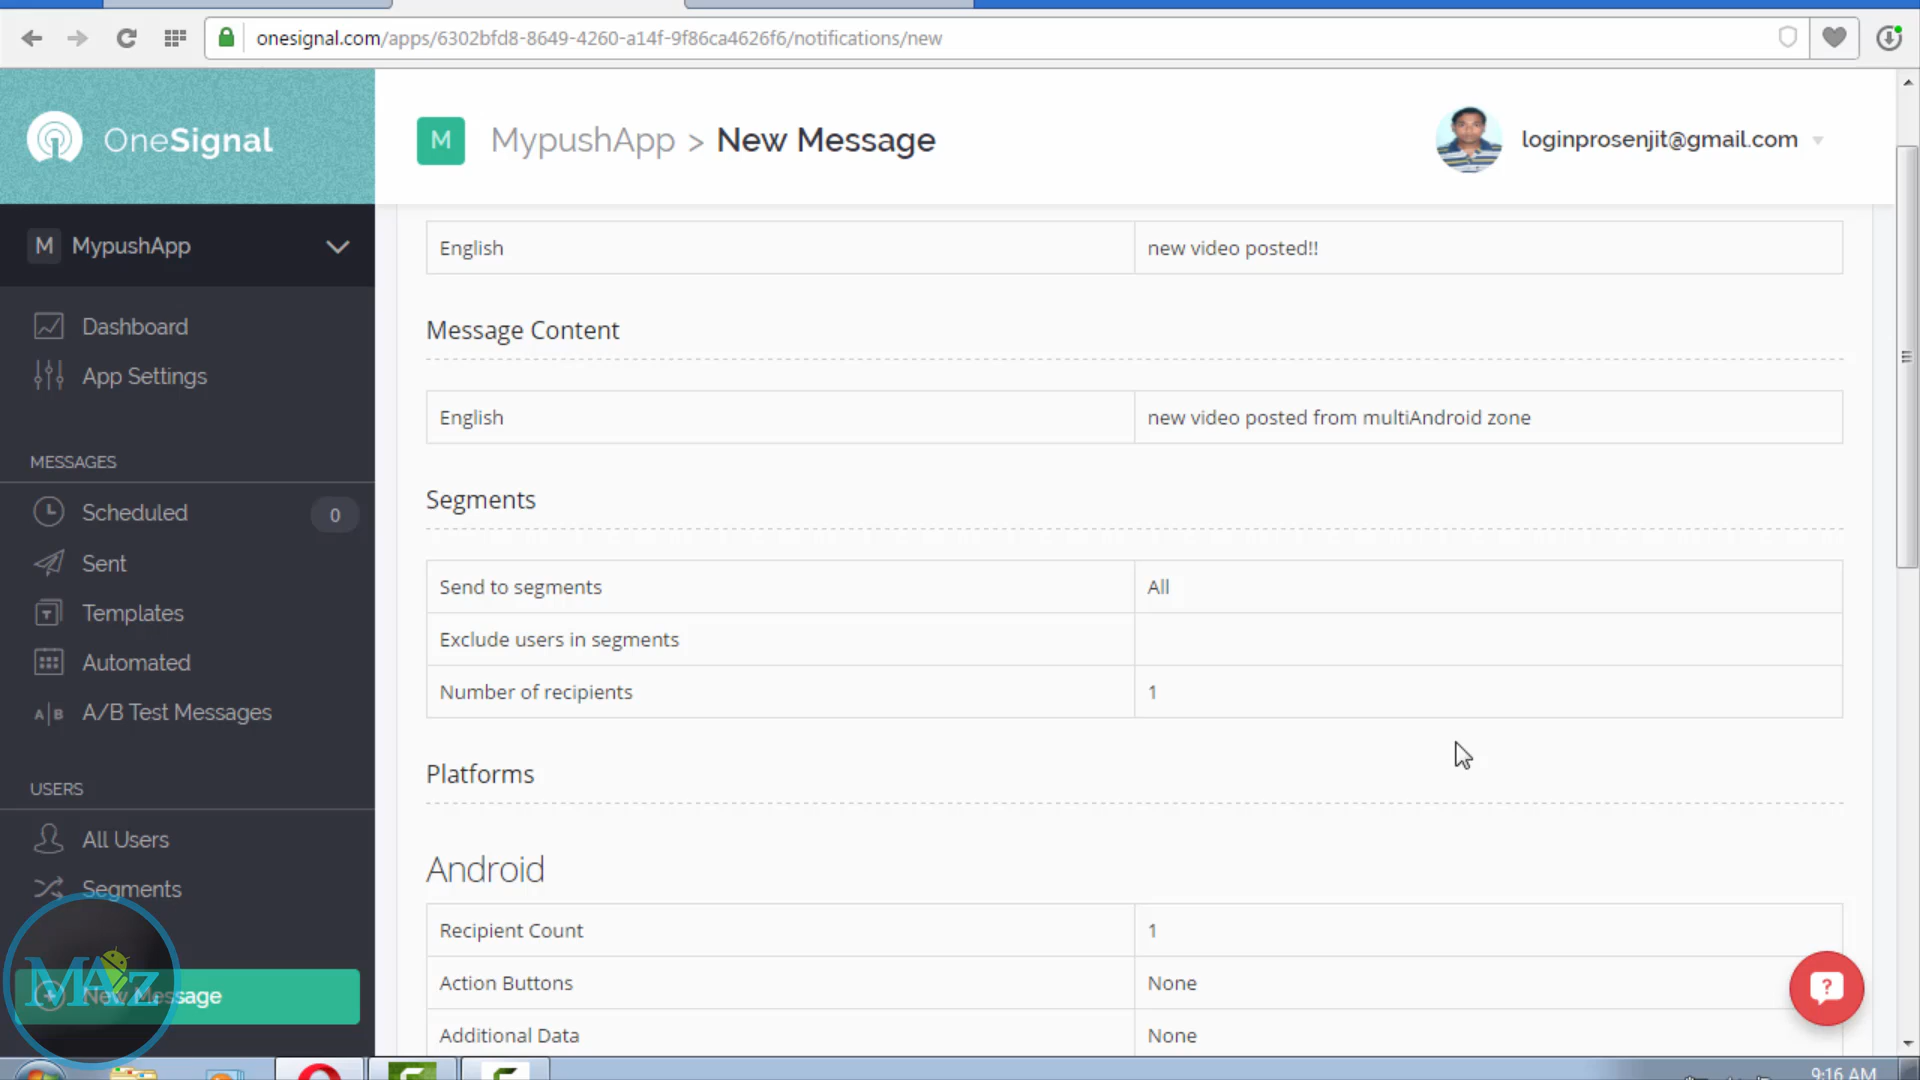 onesignal.com/apps/6302bfd8-8649-4260-a14f-9f86ca4626f6/notifications/new
OneSignal
M MypushApp > New Message
loginprosenjit@gmail.com
M MypushApp
Dashboard
App Settings
MESSAGES
Scheduled 0
Sent
Templates
Automated
A|B A/B Test Messages
USERS
All Users
Segments
New Message
MAz
English new video posted!!
Message Content
English new video posted from multiAndroid zone
Segments
Send to segments All
Exclude users in segments
Number of recipients 1
Platforms
Android
Recipient Count 1
Action Buttons None
Additional Data None
?
9:16 AM